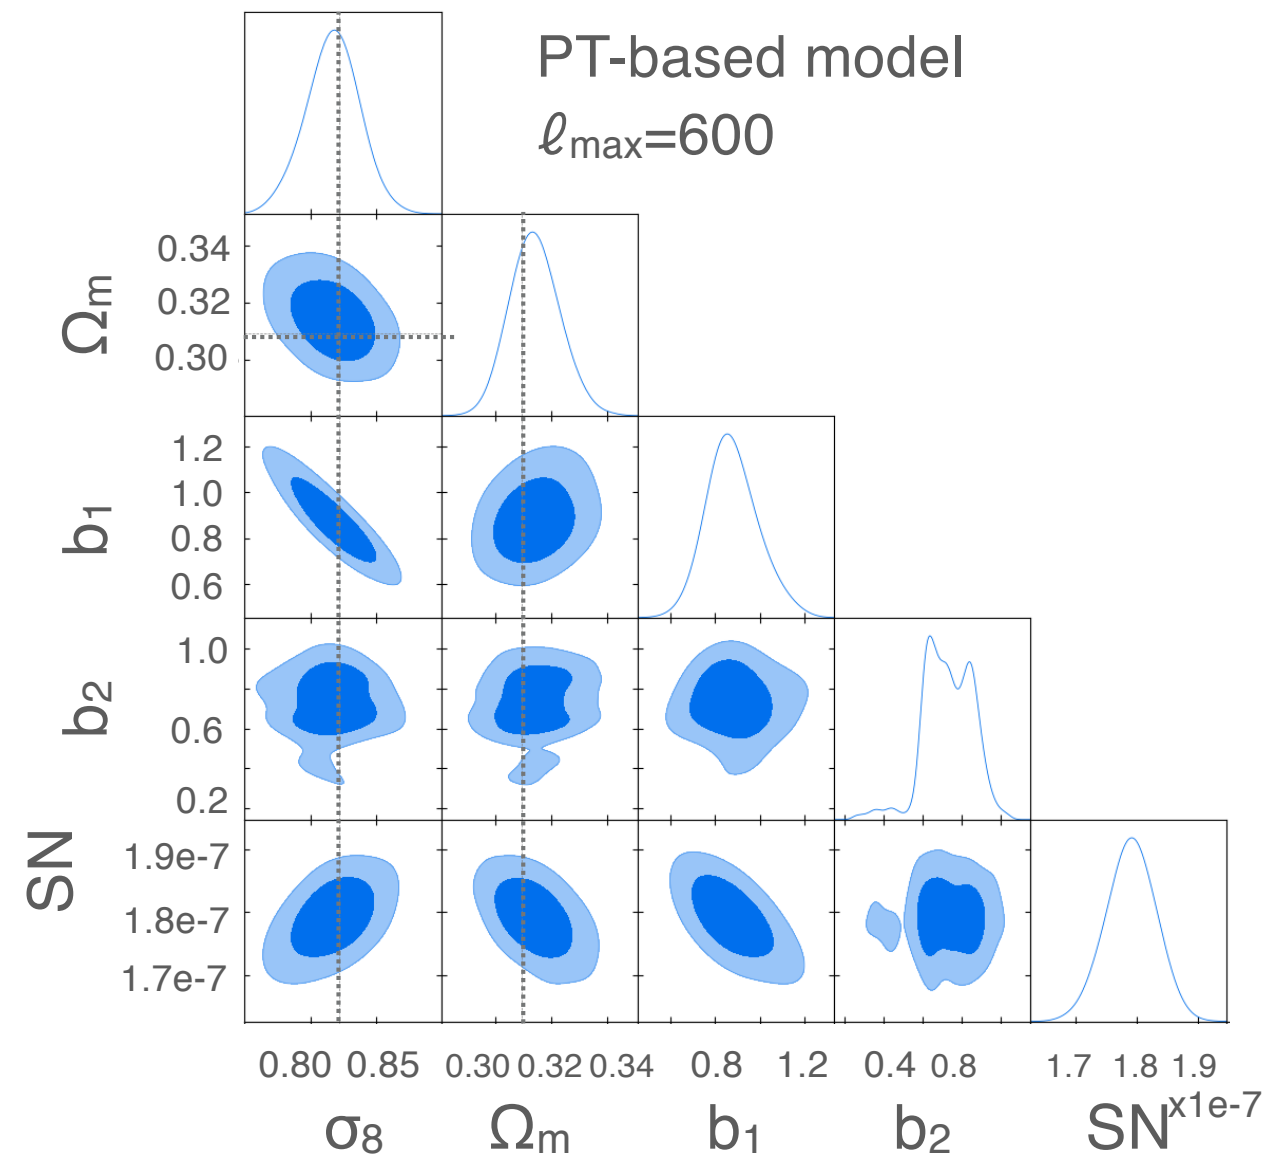 PT-based model
ℓmax=600
Ωm
0.34
0.32
0.30
b1
1.2
1.0
0.8
0.6
b2
1.0
0.6
0.2
SN
1.9e-7
1.8e-7
1.7e-7
0.80 0.85 0.30 0.32 0.34 0.8 1.2 0.4 0.8 1.7 1.8 1.9
x1e-7
σ8 Ωm b1 b2 SN